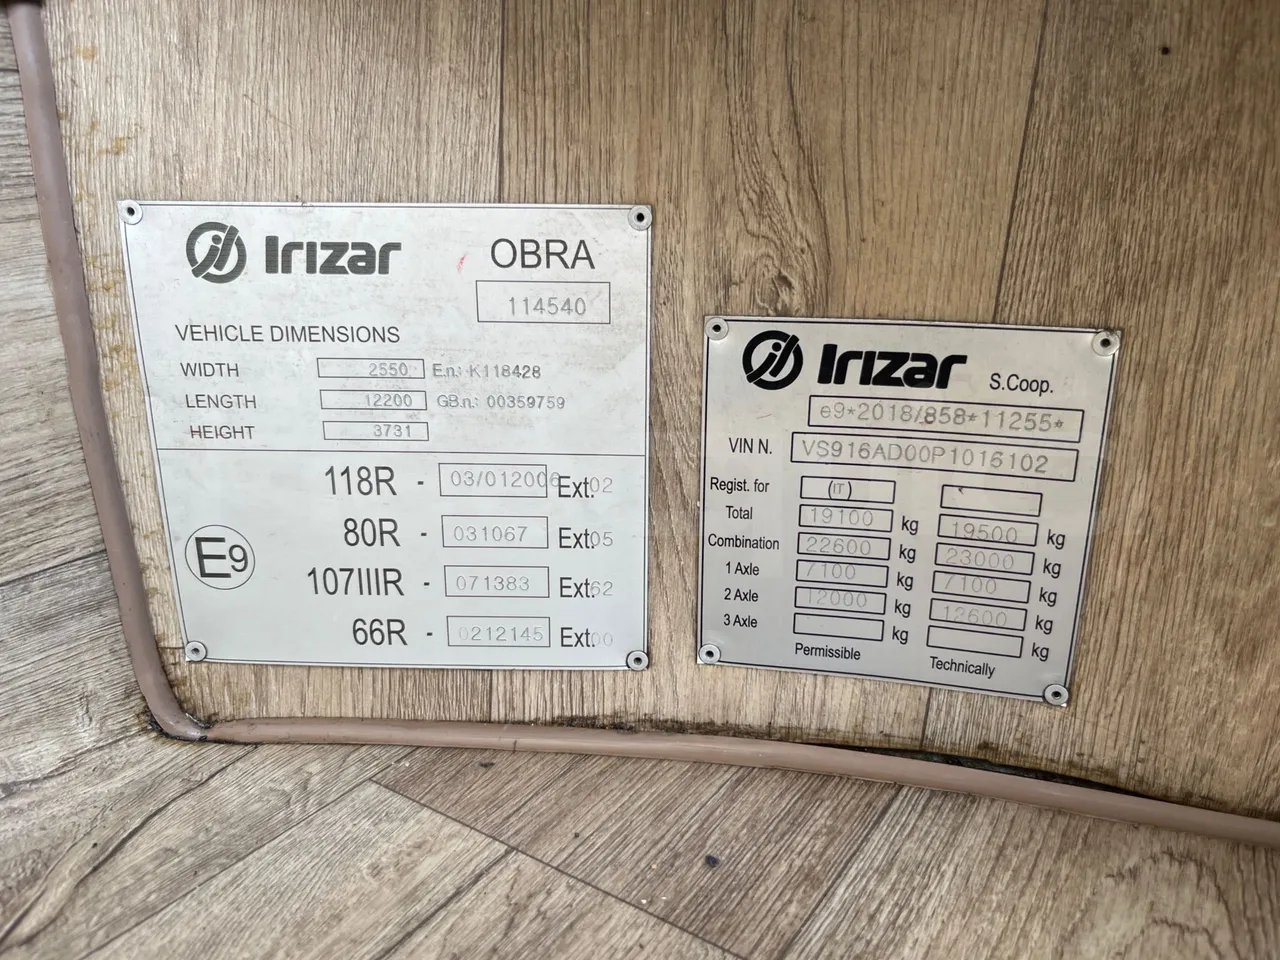 Irizar OBRA
114540
VEHICLE DIMENSIONS
WIDTH 2550 E.n.: K118428
LENGTH 12200 GB.n.: 00359759
HEIGHT 3731
E9
118R - 03/012006 Ext. 02
80R - 031067 Ext. 05
107IIIR - 071383 Ext. 62
66R - 0212145 Ext. 00
Irizar S.Coop.
e9*2018/858*11255*
VIN N. VS916AD00P1016102
Regist. for (IT)
Total 19100 kg 19500 kg
Combination 22600 kg 23000 kg
1 Axle 7100 kg 7100 kg
2 Axle 12000 kg 12600 kg
3 Axle kg kg
Permissible Technically